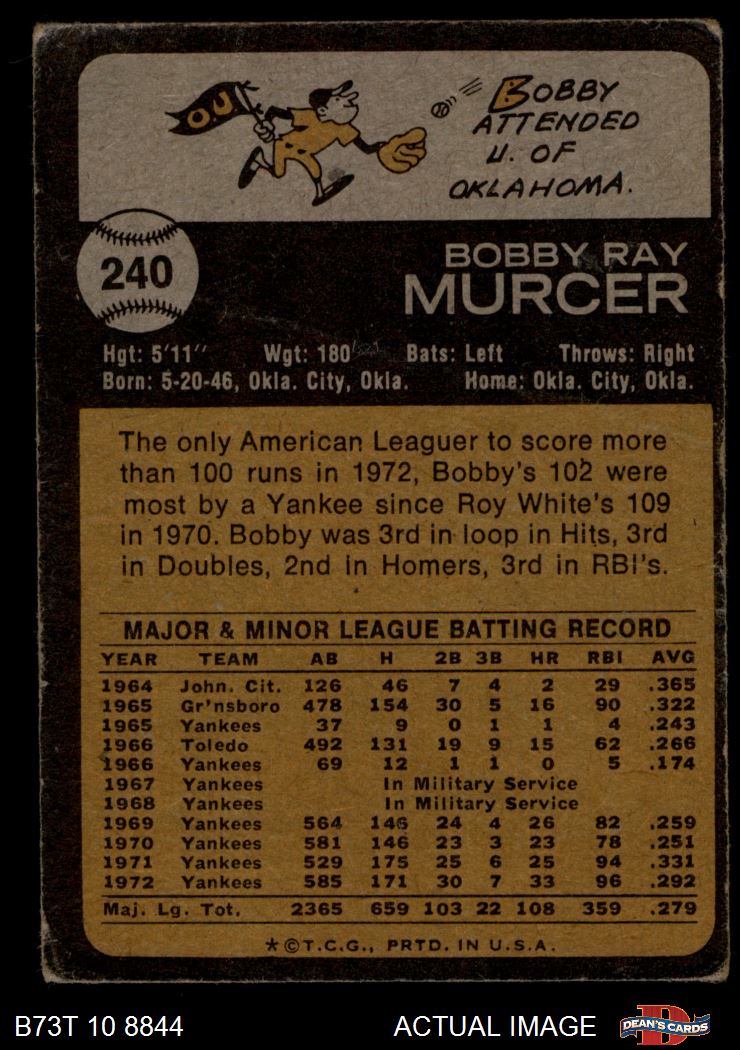 OU
BOBBY
ATTENDED
U. OF
OKLAHOMA.
240
BOBBY RAY
MURCER
Hgt: 5'11" Wgt: 180 Bats: Left Throws: Right
Born: 5-20-46, Okla. City, Okla. Home: Okla. City, Okla.
The only American Leaguer to score more
than 100 runs in 1972, Bobby's 102 were
most by a Yankee since Roy White's 109
in 1970. Bobby was 3rd in loop in Hits, 3rd
in Doubles, 2nd in Homers, 3rd in RBI's.
MAJOR & MINOR LEAGUE BATTING RECORD
YEAR TEAM AB H 2B 3B HR RBI AVG
1964 John. Cit. 126 46 7 4 2 29 .365
1965 Gr'nsboro 478 154 30 5 16 90 .322
1965 Yankees 37 9 0 1 1 4 .243
1966 Toledo 492 131 19 9 15 62 .266
1966 Yankees 69 12 1 1 0 5 .174
1967 Yankees In Military Service
1968 Yankees In Military Service
1969 Yankees 564 146 24 4 26 82 .259
1970 Yankees 581 146 23 3 23 78 .251
1971 Yankees 529 175 25 6 25 94 .331
1972 Yankees 585 171 30 7 33 96 .292
Maj. Lg. Tot. 2365 659 103 22 108 359 .279
*©T.C.G., PRTD. IN U.S.A.
B73T 10 8844 ACTUAL IMAGE D DEAN'S CARDS